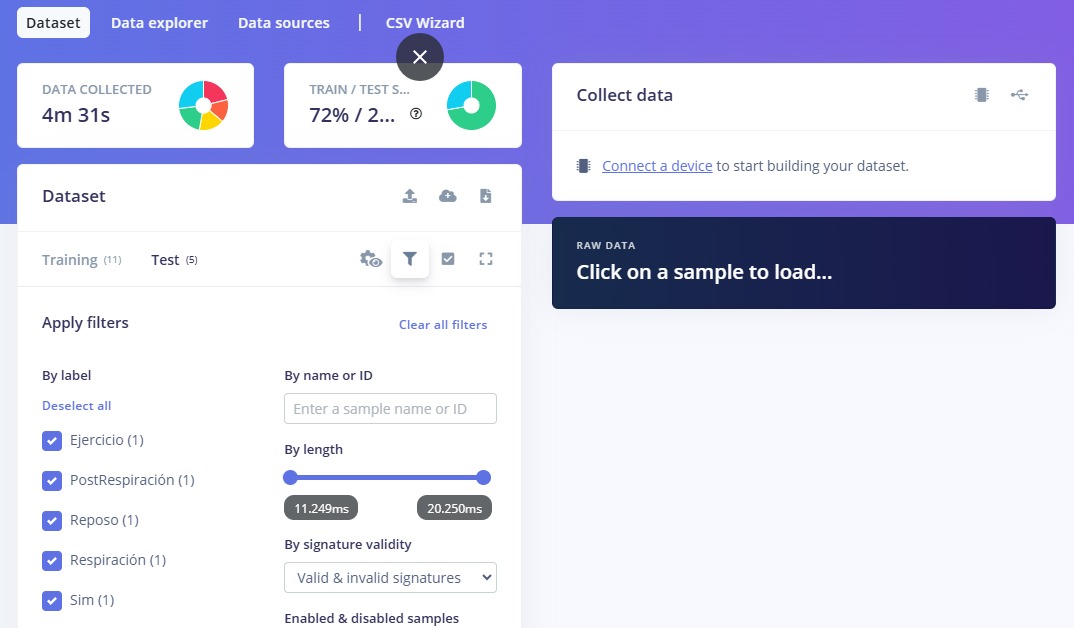 Dataset
Data explorer
Data sources
|
CSV Wizard
DATA COLLECTED
4m 31s
TRAIN / TEST S...
72% / 2...
Collect data
Connect a device to start building your dataset.
Dataset
RAW DATA
Click on a sample to load...
Training (11)
Test (5)
Apply filters
Clear all filters
By label
Deselect all
Ejercicio (1)
PostRespiración (1)
Reposo (1)
Respiración (1)
Sim (1)
By name or ID
Enter a sample name or ID
By length
11.249ms
20.250ms
By signature validity
Valid & invalid signatures
Enabled & disabled samples